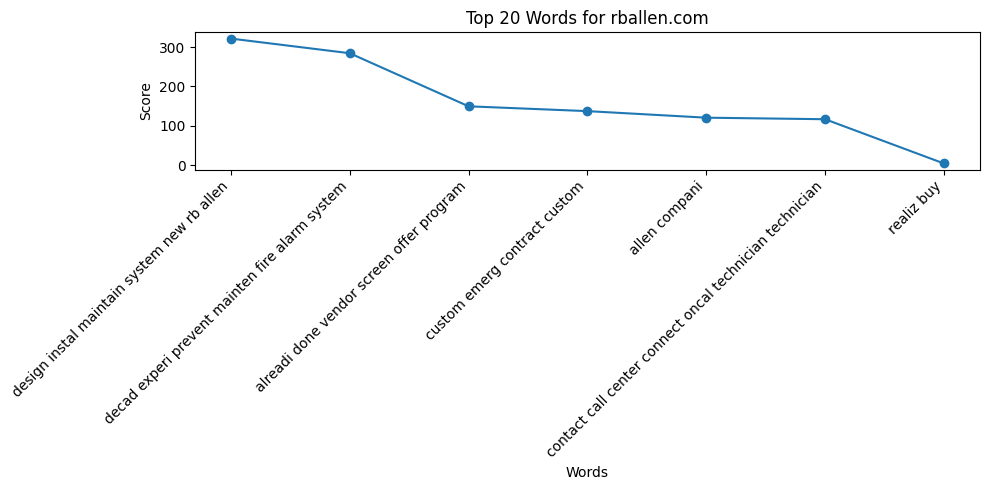 Top 20 Words for rballen.com
Score
300
200
100
0
design instal maintain system new rb allen
decad experi prevent mainten fire alarm system
alreadi done vendor screen offer program
custom emerg contract custom
allen compani
contact call center connect oncal technician technician
realiz buy
Words